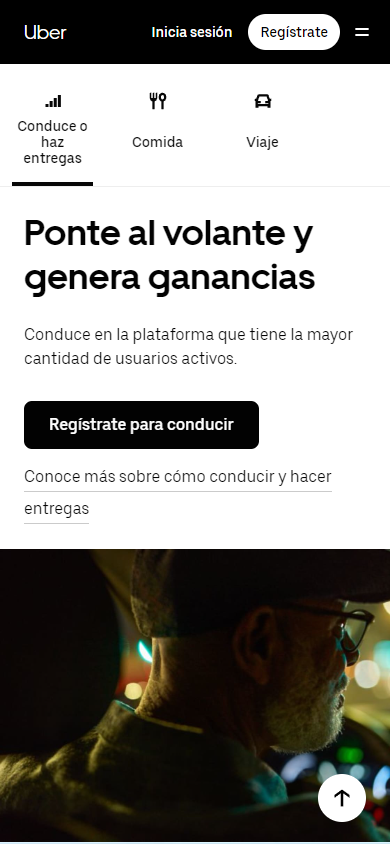 Uber
Inicia sesión
Regístrate
Conduce o
haz
entregas
Comida
Viaje
Ponte al volante y
genera ganancias
Conduce en la plataforma que tiene la mayor
cantidad de usuarios activos.
Regístrate para conducir
Conoce más sobre cómo conducir y hacer
entregas